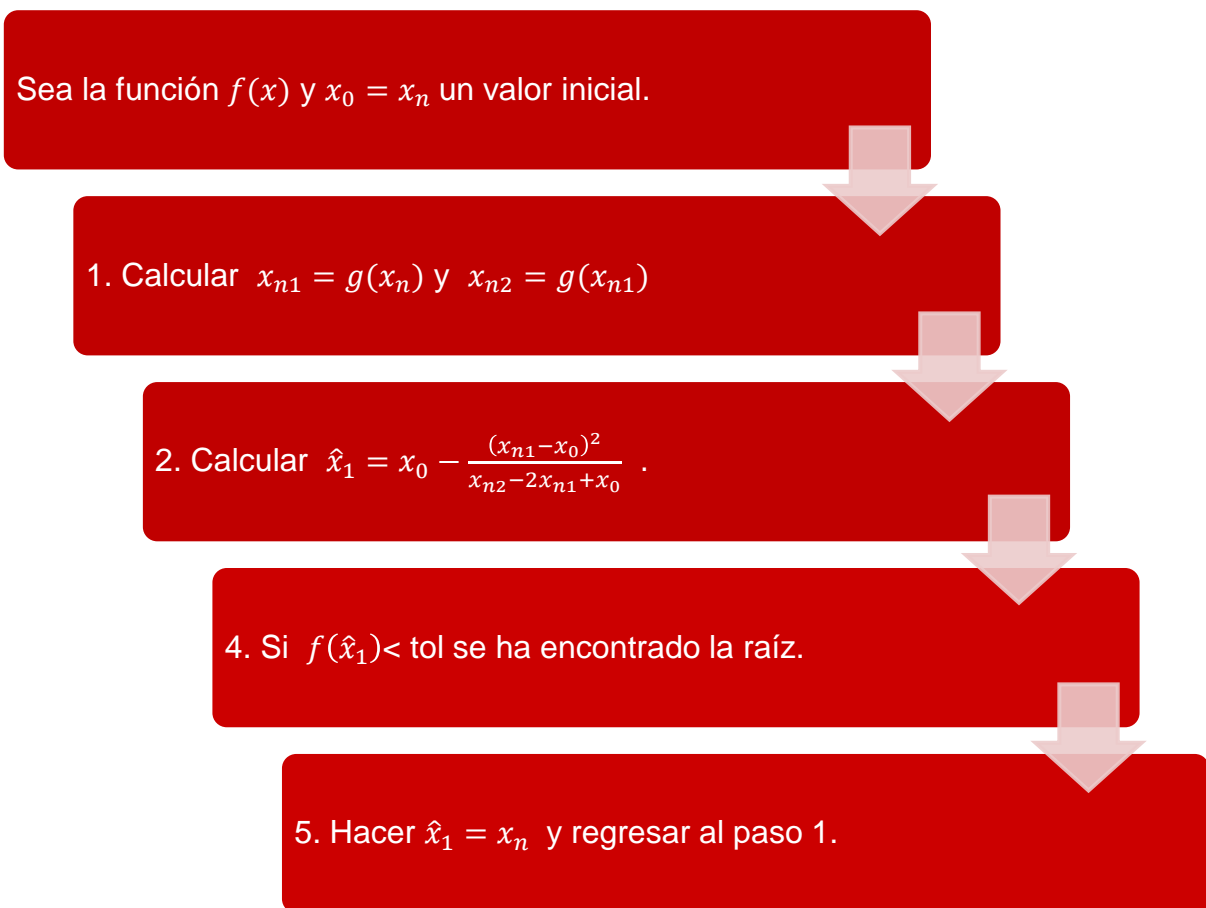 Sea la función f(x) y x₀ = xₙ un valor inicial.
1. Calcular xₙ₁ = g(xₙ) y xₙ₂ = g(xₙ₁)
2. Calcular x̂₁ = x₀ − (xₙ₁−x₀)²/(xₙ₂−2xₙ₁+x₀) .
4. Si f(x̂₁)< tol se ha encontrado la raíz.
5. Hacer x̂₁ = xₙ y regresar al paso 1.